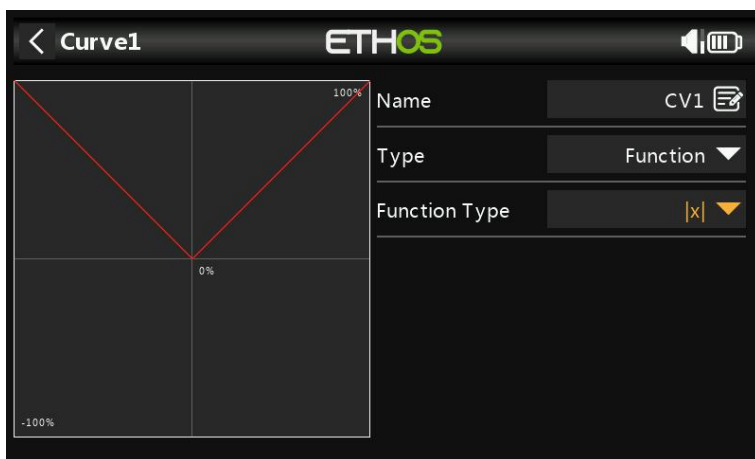 Curve1
ETHOS
100%
0%
-100%
Name CV1
Type Function
Function Type |x|